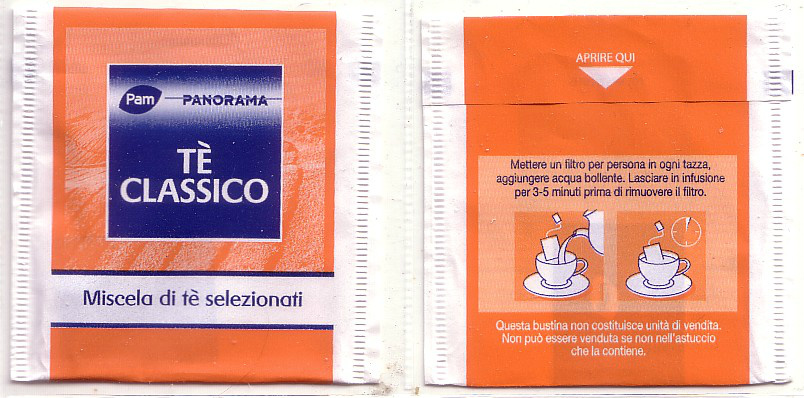 Pam PANORAMA
TÈ
CLASSICO
Miscela di tè selezionati
APRIRE QUI
Mettere un filtro per persona in ogni tazza,
aggiungere acqua bollente. Lasciare in infusione
per 3-5 minuti prima di rimuovere il filtro.
Questa bustina non costituisce unità di vendita.
Non può essere venduta se non nell'astuccio
che la contiene.